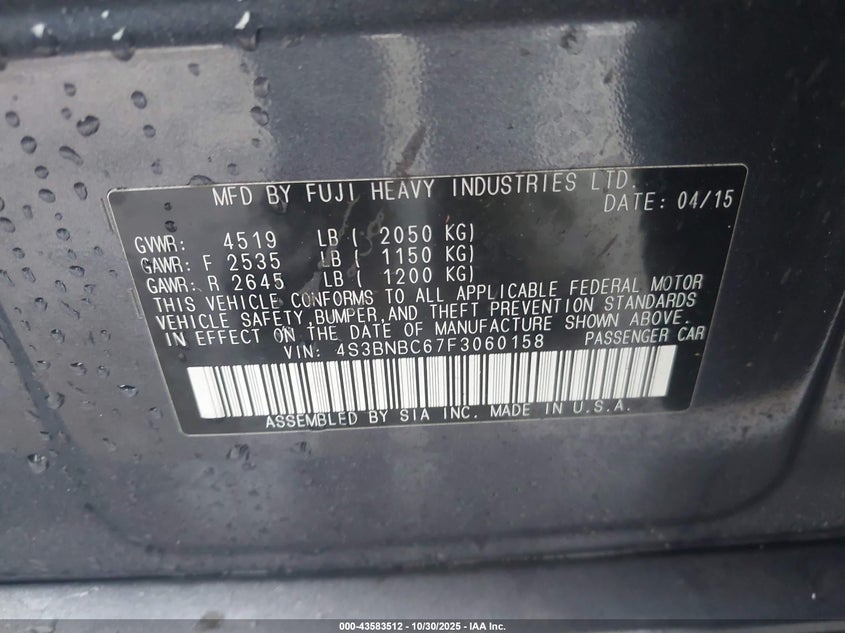 MFD BY FUJI HEAVY INDUSTRIES LTD.
DATE: 04/15
GVWR: 4519 LB ( 2050 KG)
GAWR: F 2535 LB ( 1150 KG)
GAWR: R 2645 LB ( 1200 KG)
THIS VEHICLE CONFORMS TO ALL APPLICABLE FEDERAL MOTOR
VEHICLE SAFETY,BUMPER,AND THEFT PREVENTION STANDARDS
IN EFFECT ON THE DATE OF MANUFACTURE SHOWN ABOVE.
VIN: 4S3BNBC67F3060158 PASSENGER CAR
ASSEMBLED BY SIA INC. MADE IN U.S.A.
000-43583512 - 10/30/2025 - IAA Inc.